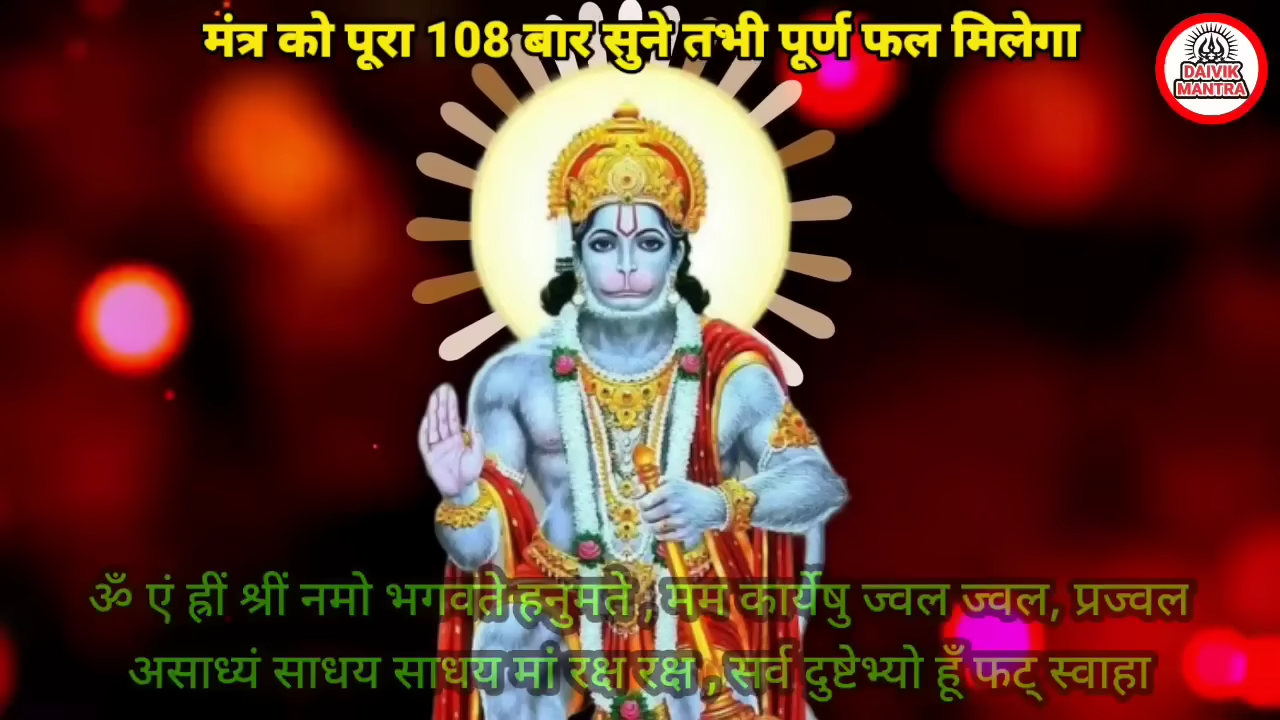 मंत्र को पूरा 108 बार सुने तभी पूर्ण फल मिलेगा
DAIVIK
MANTRA
ॐ एं ह्रीं श्रीं नमो भगवते हनुमते , मम कार्येषु ज्वल ज्वल, प्रज्वल
असाध्यं साधय साधय मां रक्ष रक्ष , सर्व दुष्टेभ्यो हूँ फट् स्वाहा